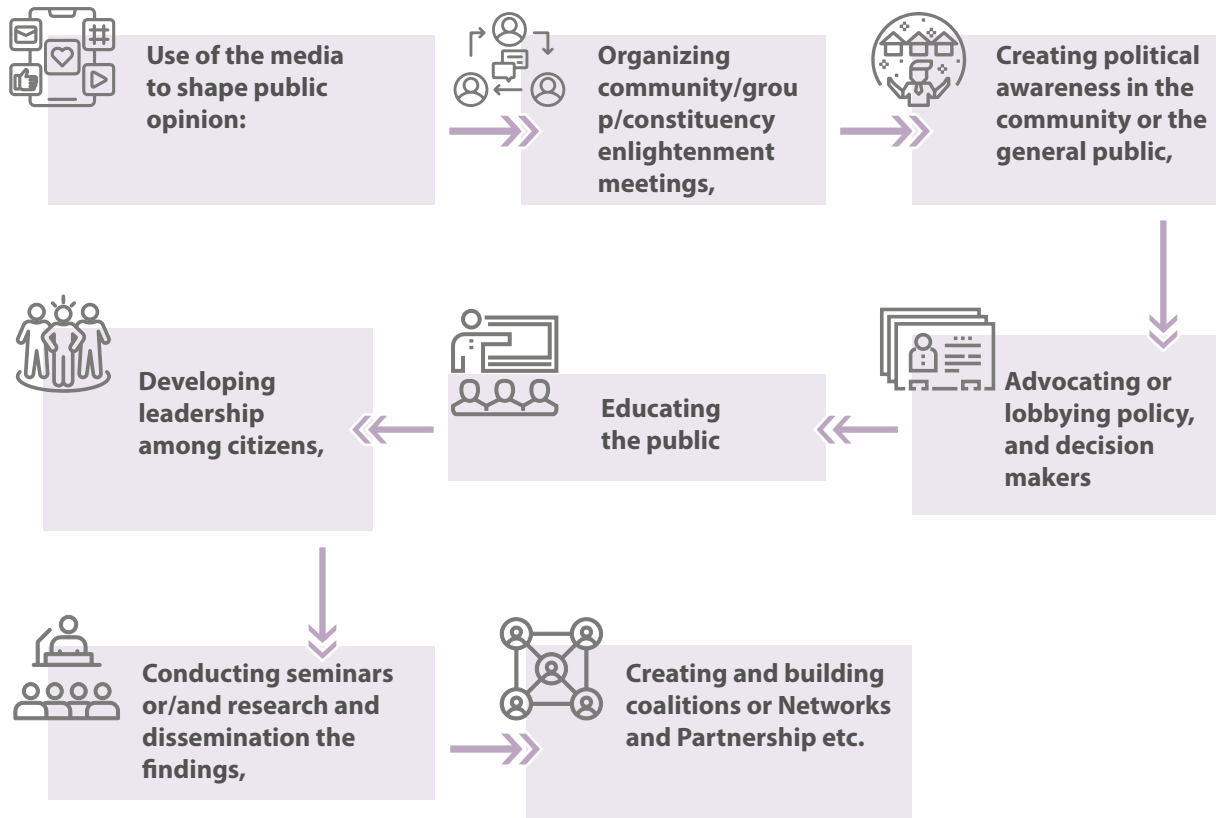 Use of the media
to shape public
opinion:
Organizing
community/grou
p/constituency
enlightenment
meetings,
Creating political
awareness in the
community or the
general public,
Advocating or
lobbying policy,
and decision
makers
Educating
the public
Developing
leadership
among citizens,
Conducting seminars
or/and research and
dissemination the
findings,
Creating and building
coalitions or Networks
and Partnership etc.